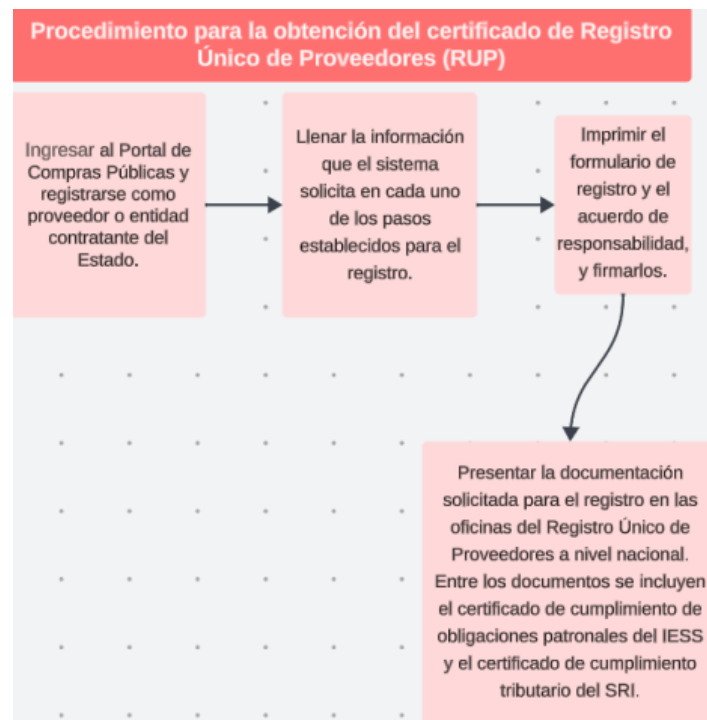 Procedimiento para la obtención del certificado de Registro
Único de Proveedores (RUP)
Ingresar al Portal de
Compras Públicas y
registrarse como
proveedor o entidad
contratante del
Estado.
Llenar la información
que el sistema
solicita en cada uno
de los pasos
establecidos para el
registro.
Imprimir el
formulario de
registro y el
acuerdo de
responsabilidad,
y firmarlos.
Presentar la documentación
solicitada para el registro en las
oficinas del Registro Único de
Proveedores a nivel nacional.
Entre los documentos se incluyen
el certificado de cumplimiento de
obligaciones patronales del IESS
y el certificado de cumplimiento
tributario del SRI.